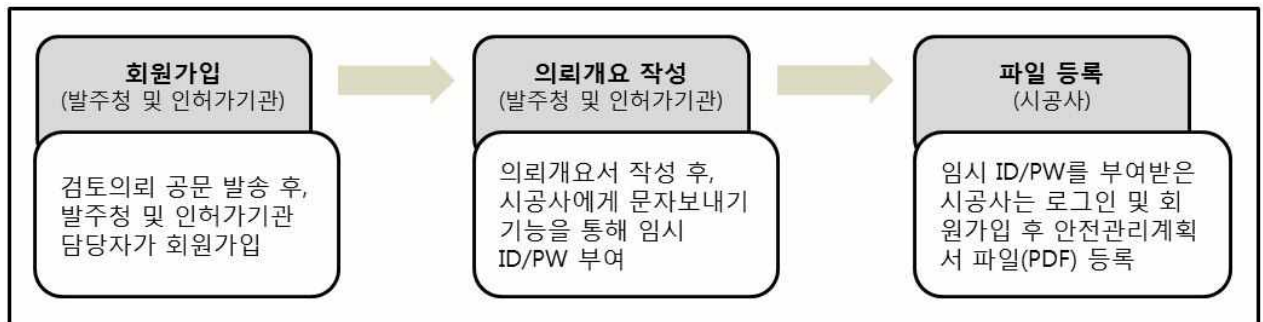 회원가입
(발주청 및 인허가기관)
검토의뢰 공문 발송 후,
발주청 및 인허가기관
담당자가 회원가입
의뢰개요 작성
(발주청 및 인허가기관)
의뢰개요서 작성 후,
시공사에게 문자보내기
기능을 통해 임시
ID/PW 부여
파일 등록
(시공사)
임시 ID/PW를 부여받은
시공사는 로그인 및 회
원가입 후 안전관리계획
서 파일(PDF) 등록